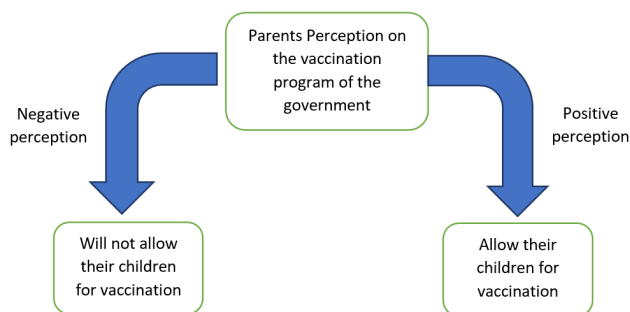 Parents Perception on
the vaccination
program of the
government
Negative
perception
Positive
perception
Will not allow
their children
for vaccination
Allow their
children for
vaccination